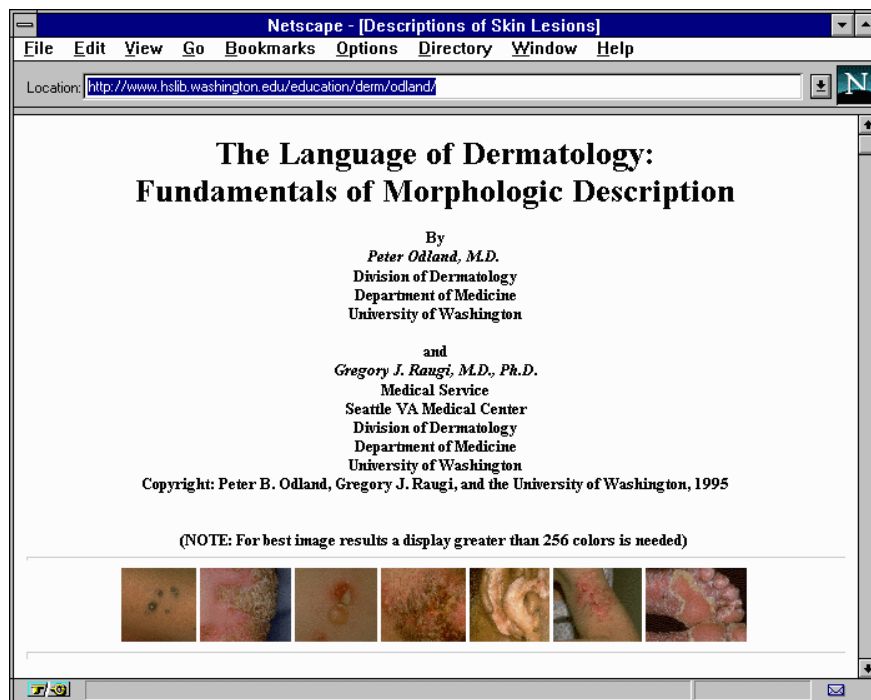 Netscape - [Descriptions of Skin Lesions]
File Edit View Go Bookmarks Options Directory Window Help
Location: http://www.hslib.washington.edu/education/derm/odland/
N
The Language of Dermatology:
Fundamentals of Morphologic Description
By
Peter Odland, M.D.
Division of Dermatology
Department of Medicine
University of Washington
and
Gregory J. Raugi, M.D., Ph.D.
Medical Service
Seattle VA Medical Center
Division of Dermatology
Department of Medicine
University of Washington
Copyright: Peter B. Odland, Gregory J. Raugi, and the University of Washington, 1995
(NOTE: For best image results a display greater than 256 colors is needed)